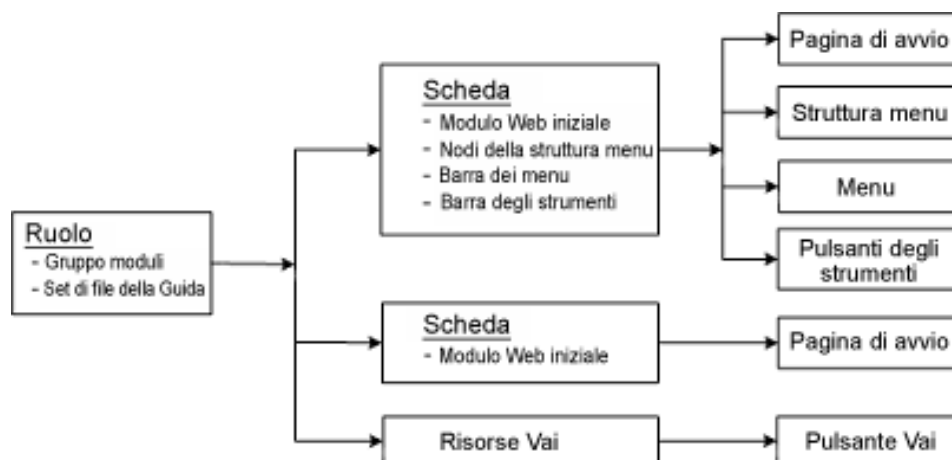 Ruolo
- Gruppo moduli
- Set di file della Guida
Scheda
- Modulo Web iniziale
- Nodi della struttura menu
- Barra dei menu
- Barra degli strumenti
Pagina di avvio
Struttura menu
Menu
Pulsanti degli
strumenti
Scheda
- Modulo Web iniziale
Pagina di avvio
Risorse Vai
Pulsante Vai